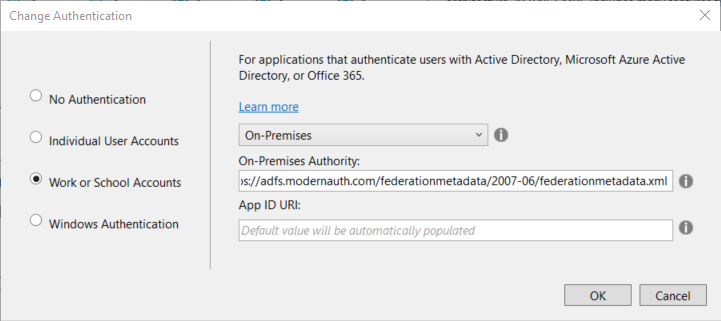 Change Authentication
No Authentication
Individual User Accounts
Work or School Accounts
Windows Authentication
For applications that authenticate users with Active Directory, Microsoft Azure Active
Directory, or Office 365.
Learn more
On-Premises
On-Premises Authority:
os://adfs.modernauth.com/federationmetadata/2007-06/federationmetadata.xml
App ID URI:
Default value will be automatically populated
OK
Cancel